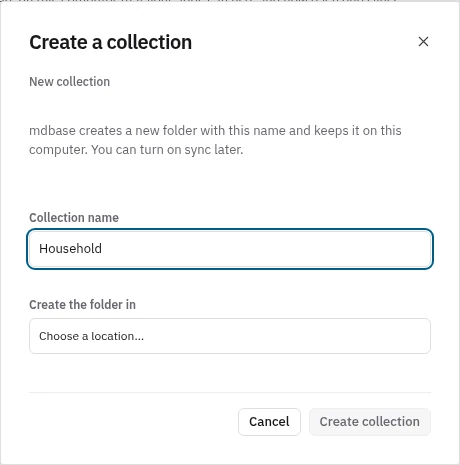 Create a collection
New collection
mdbase creates a new folder with this name and keeps it on this
computer. You can turn on sync later.
Collection name
Household
Create the folder in
Choose a location...
Cancel
Create collection